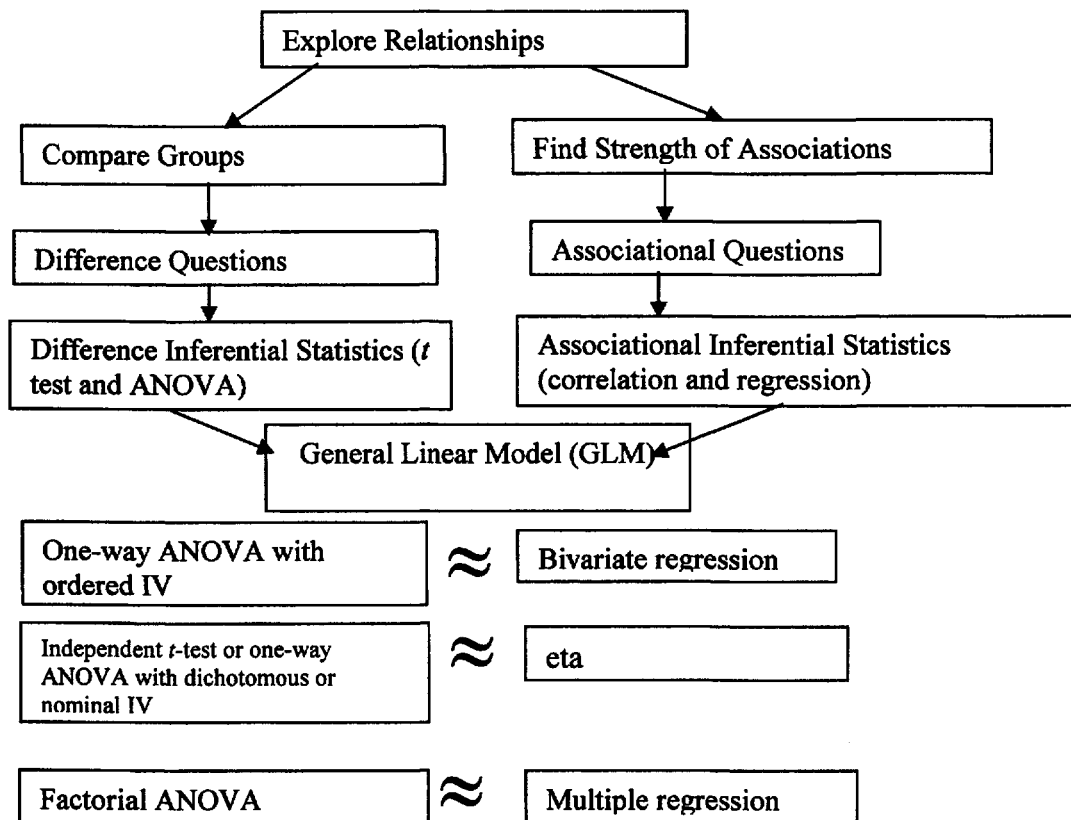 Explore Relationships
Compare Groups
Find Strength of Associations
Difference Questions
Associational Questions
Difference Inferential Statistics (t
test and ANOVA)
Associational Inferential Statistics
(correlation and regression)
General Linear Model (GLM)
One-way ANOVA with
ordered IV
≈
Bivariate regression
Independent t-test or one-way
ANOVA with dichotomous or
nominal IV
≈
eta
Factorial ANOVA
≈
Multiple regression